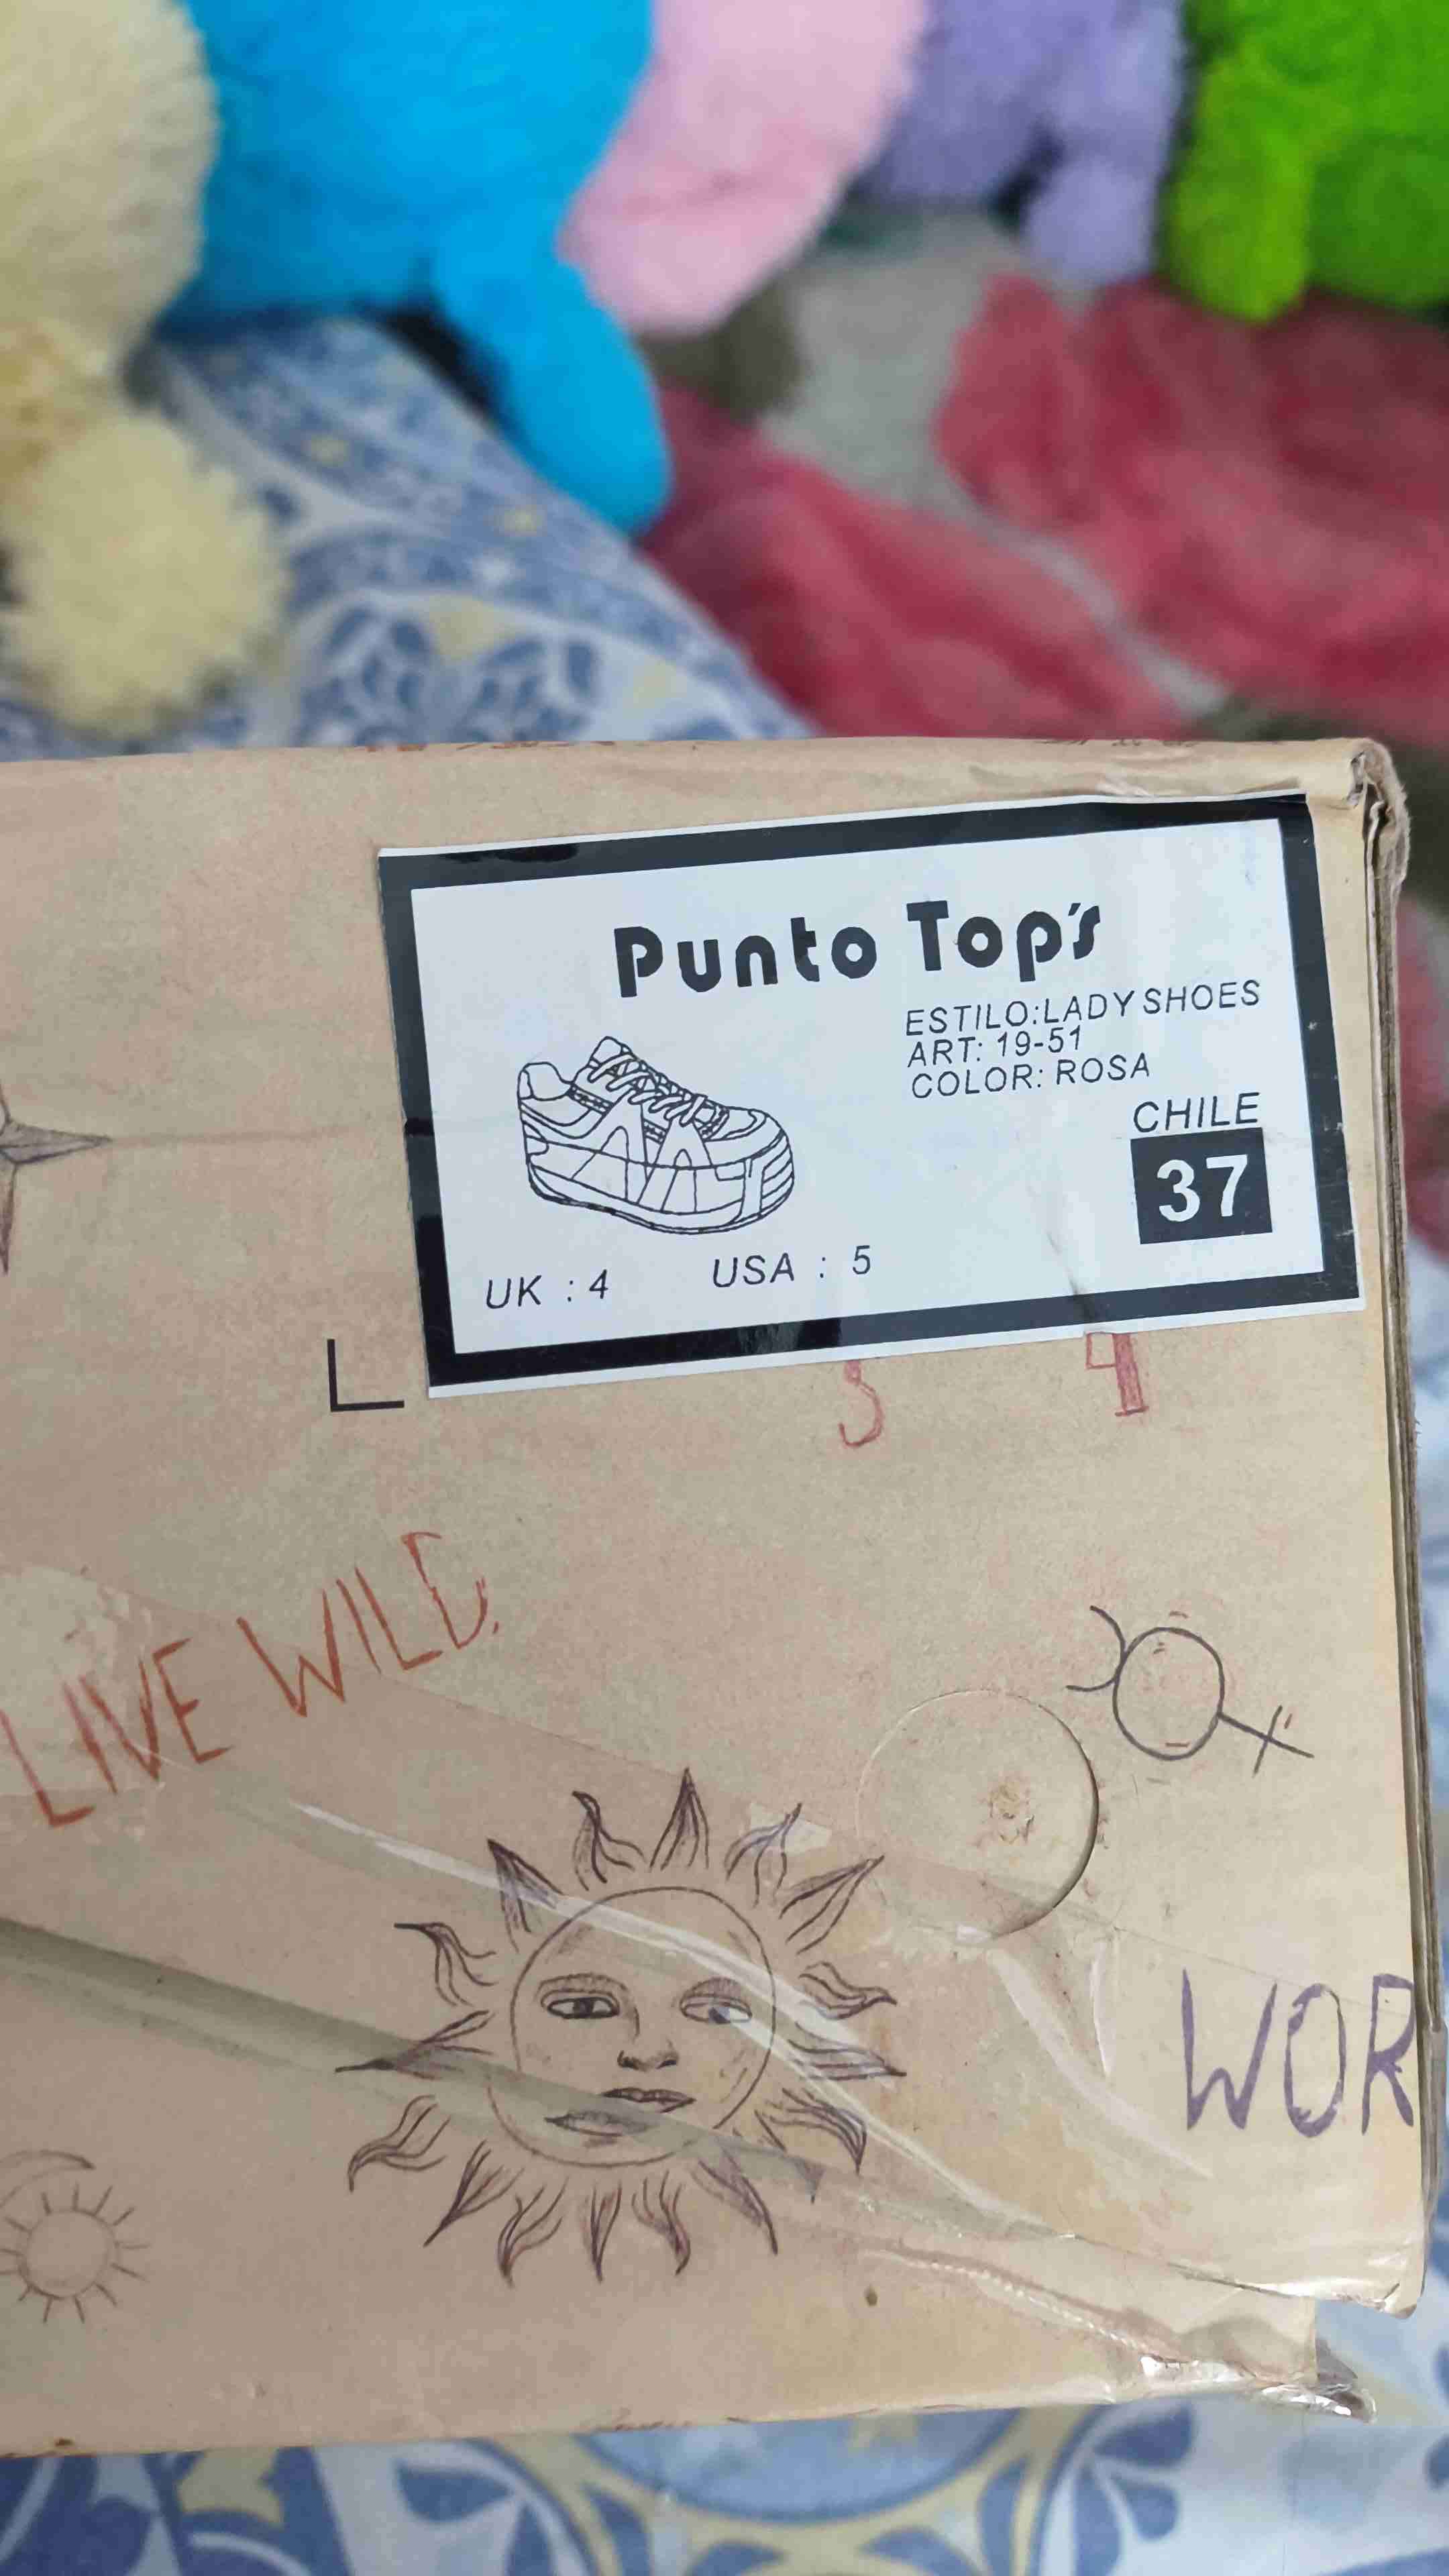 Punto Top's
ESTILO:LADY SHOES
ART: 19-51
COLOR: ROSA
CHILE
37
UK : 4
USA : 5
LIVE WILD.
WOR